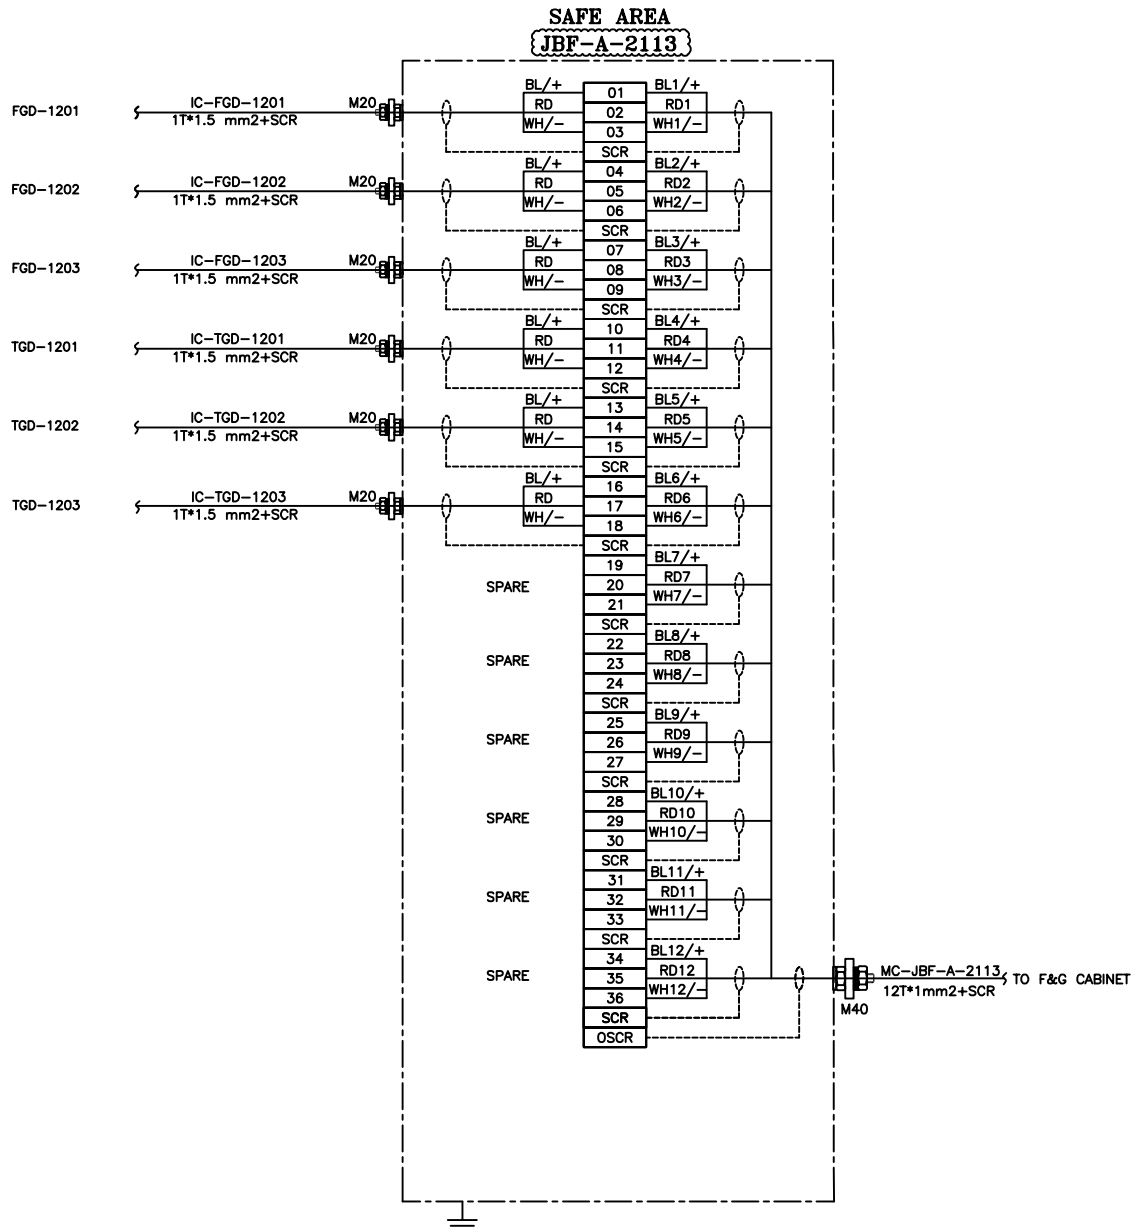 SAFE AREA
JBF-A-2113
BL/+ 01 BL1/+
FGD-1201 IC-FGD-1201 M20 RD 02 RD1
1T*1.5 mm2+SCR WH/- 03 WH1/-
SCR
BL/+ 04 BL2/+
FGD-1202 IC-FGD-1202 M20 RD 05 RD2
1T*1.5 mm2+SCR WH/- 06 WH2/-
SCR
BL/+ 07 BL3/+
FGD-1203 IC-FGD-1203 M20 RD 08 RD3
1T*1.5 mm2+SCR WH/- 09 WH3/-
SCR
BL/+ 10 BL4/+
TGD-1201 IC-TGD-1201 M20 RD 11 RD4
1T*1.5 mm2+SCR WH/- 12 WH4/-
SCR
BL/+ 13 BL5/+
TGD-1202 IC-TGD-1202 M20 RD 14 RD5
1T*1.5 mm2+SCR WH/- 15 WH5/-
SCR
BL/+ 16 BL6/+
TGD-1203 IC-TGD-1203 M20 RD 17 RD6
1T*1.5 mm2+SCR WH/- 18 WH6/-
SCR
19 BL7/+
SPARE 20 RD7
21 WH7/-
SCR
22 BL8/+
SPARE 23 RD8
24 WH8/-
SCR
25 BL9/+
SPARE 26 RD9
27 WH9/-
SCR
28 BL10/+
SPARE 29 RD10
30 WH10/-
SCR
31 BL11/+
SPARE 32 RD11
33 WH11/-
SCR
34 BL12/+
SPARE 35 RD12 MC-JBF-A-2113 TO F&G CABINET
36 WH12/- 12T*1mm2+SCR
SCR M40
OSCR